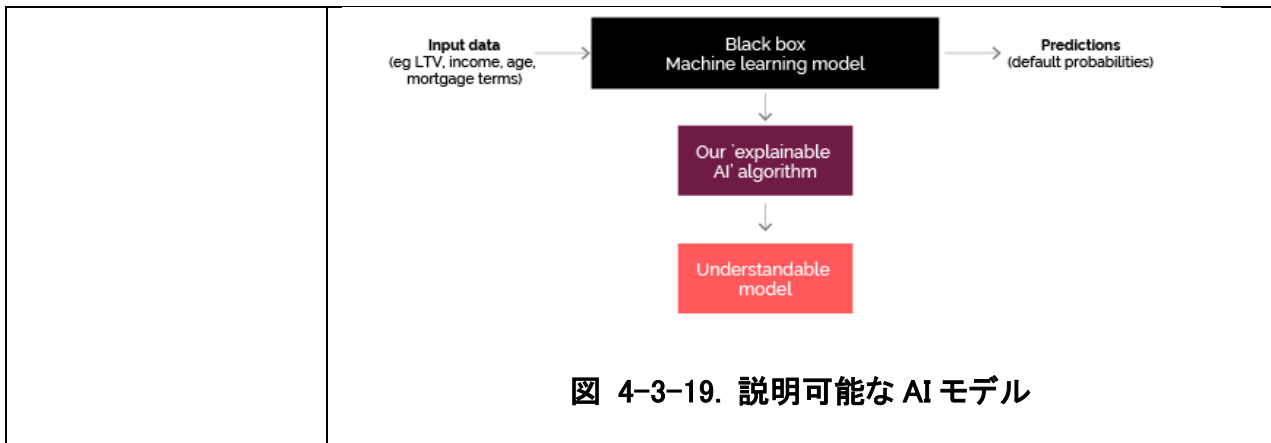 Input data
(eg LTV, income, age,
mortgage terms)
Black box
Machine learning model
Predictions
(default probabilities)
Our `explainable
AI' algorithm
Understandable
model
図 4-3-19. 説明可能な AI モデル